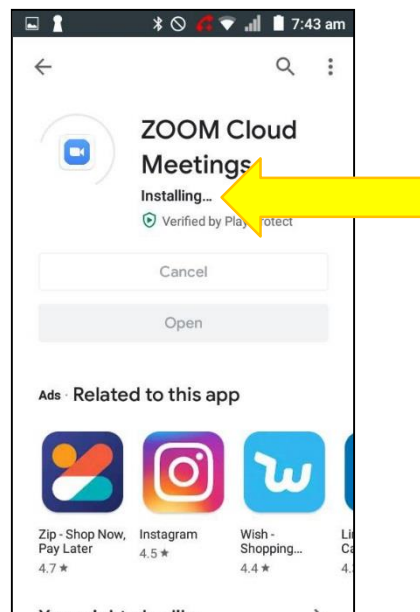 7:43 am
ZOOM Cloud
Meetings
Installing...
Verified by Play Protect
Cancel
Open
Ads · Related to this app
Zip - Shop Now, Instagram Wish -
Pay Later 4.5 ★ Shopping...
4.7 ★ 4.4 ★